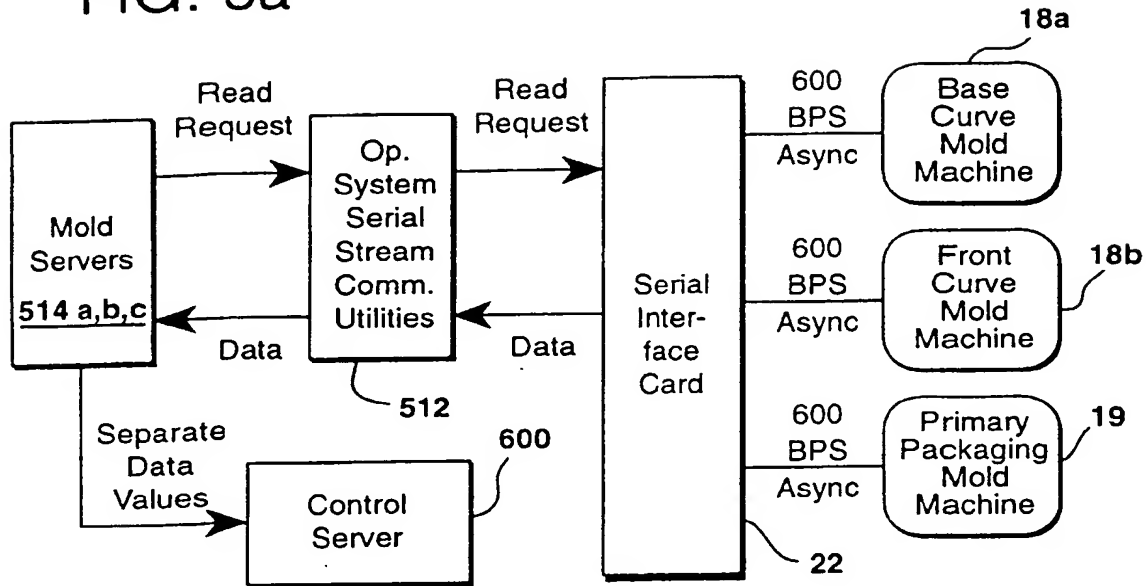 FIG. 5a
18a
Read
Request
Read
Request
600
BPS
Async
Base
Curve
Mold
Machine
Mold
Servers
514 a,b,c
Op.
System
Serial
Stream
Comm.
Utilities
Serial
Inter-
face
Card
600
BPS
Async
Front
Curve
Mold
Machine
18b
Data
Data
512
Separate
Data
Values
600
Control
Server
600
BPS
Async
Primary
Packaging
Mold
Machine
19
22